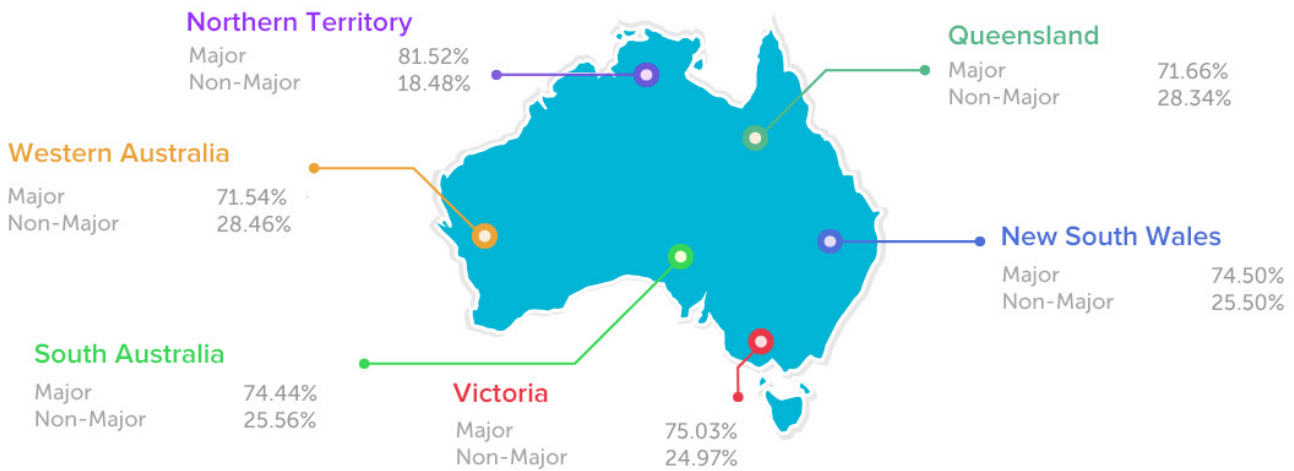 Northern Territory
Major 81.52%
Non-Major 18.48%
Queensland
Major 71.66%
Non-Major 28.34%
Western Australia
Major 71.54%
Non-Major 28.46%
New South Wales
Major 74.50%
Non-Major 25.50%
South Australia
Major 74.44%
Non-Major 25.56%
Victoria
Major 75.03%
Non-Major 24.97%